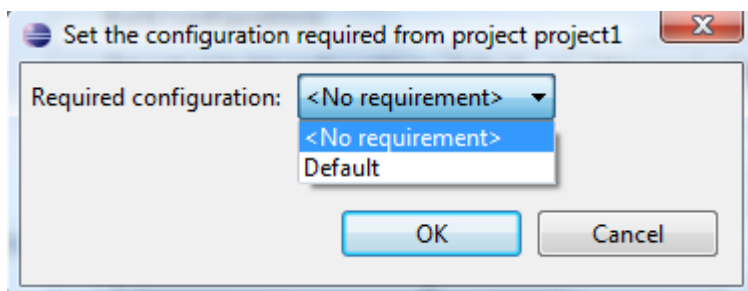 Set the configuration required from project project1
Required configuration: <No requirement>
<No requirement>
Default
OK Cancel